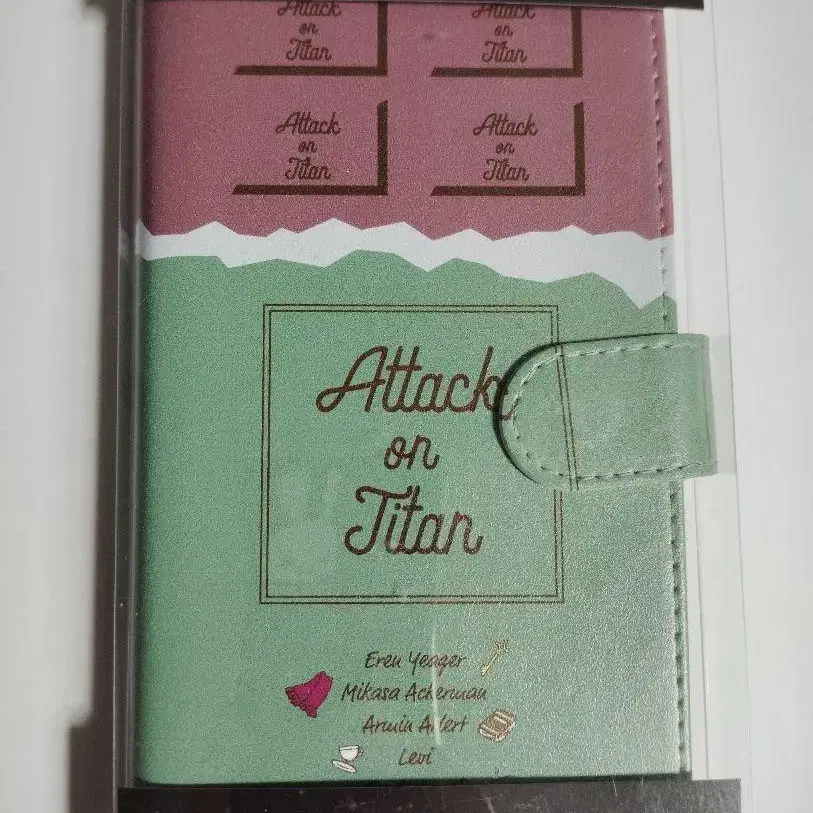 Attack
on
Titan
Attack
on
Titan
Attack
on
Titan
Attack
on
Titan
Attack
on
Titan
Eren Yeager
Mikasa Ackerman
Armin Arlert
Levi